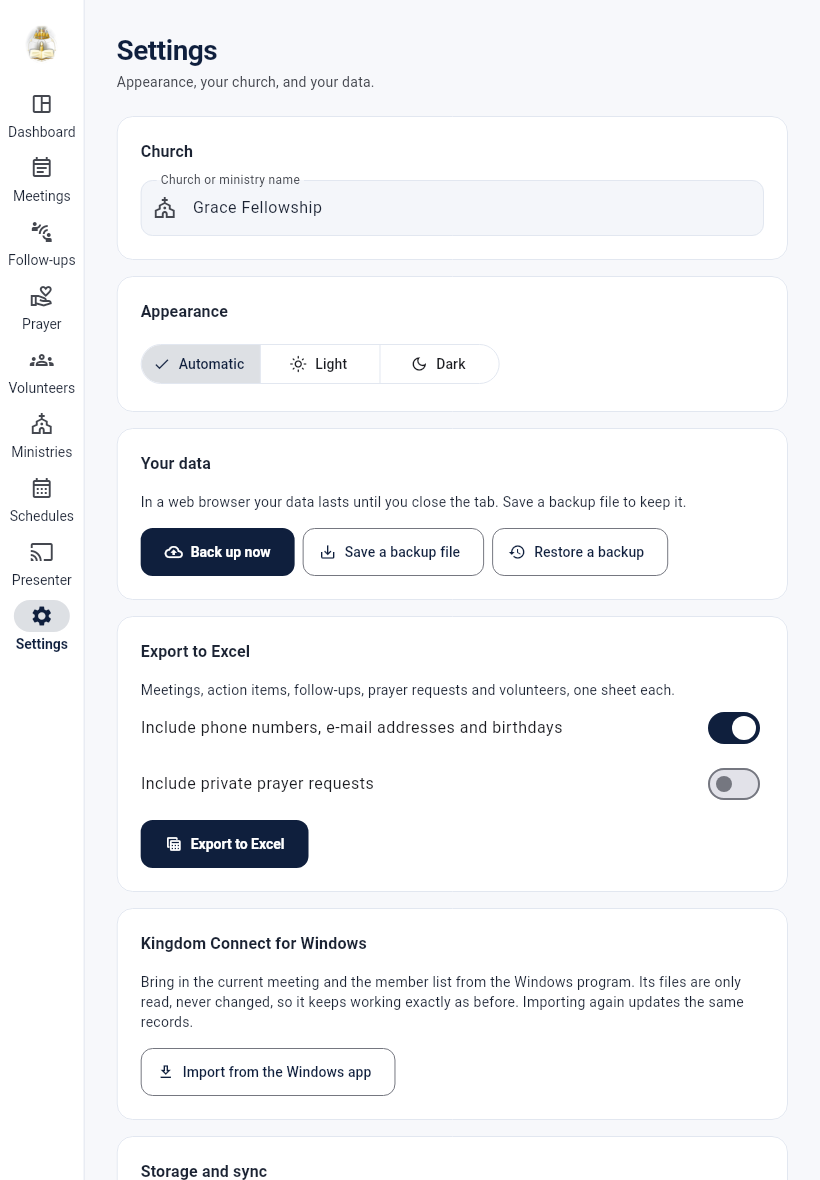 Settings
Appearance, your church, and your data.
Dashboard
Meetings
Follow-ups
Prayer
Volunteers
Ministries
Schedules
Presenter
Settings
Church
Church or ministry name
Grace Fellowship
Appearance
Automatic
Light
Dark
Your data
In a web browser your data lasts until you close the tab. Save a backup file to keep it.
Back up now
Save a backup file
Restore a backup
Export to Excel
Meetings, action items, follow-ups, prayer requests and volunteers, one sheet each.
Include phone numbers, e-mail addresses and birthdays
Include private prayer requests
Export to Excel
Kingdom Connect for Windows
Bring in the current meeting and the member list from the Windows program. Its files are only
read, never changed, so it keeps working exactly as before. Importing again updates the same
records.
Import from the Windows app
Storage and sync